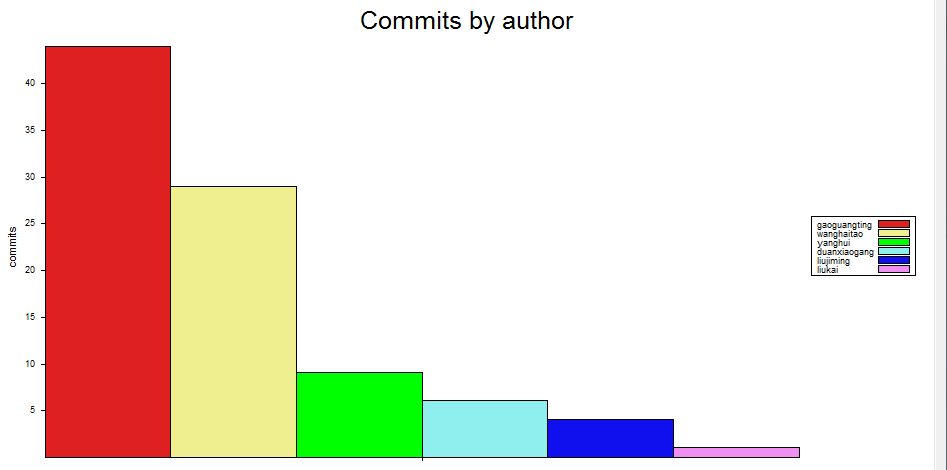 Commits by author
40
35
30
25
20
15
10
5
commits
gaoguangting
wanghaitao
yanghui
duanxiaogang
liujiming
liukai